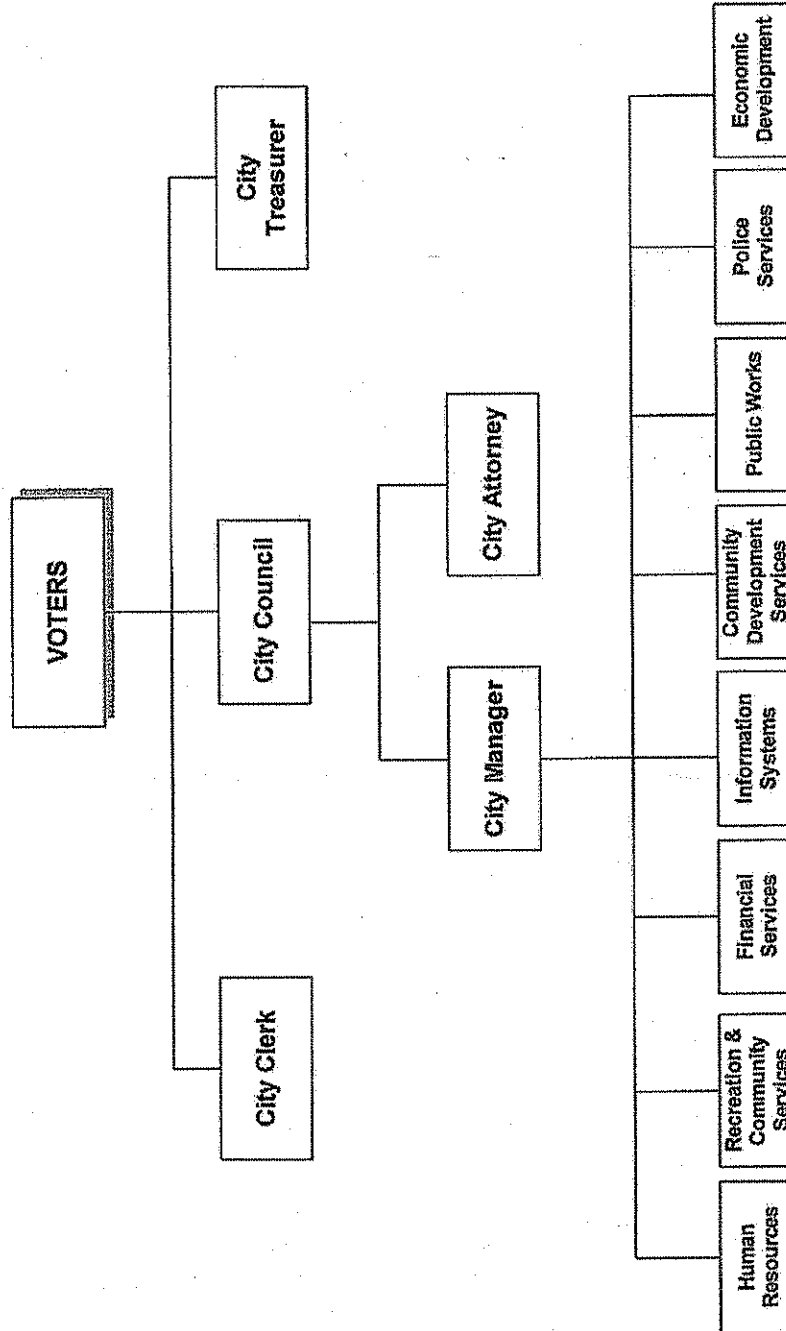 VOTERS
City Clerk
City Council
City
Treasurer
City Manager
City Attorney
Human
Resources
Recreation &
Community
Services
Financial
Services
Information
Systems
Community
Development
Services
Public Works
Police
Services
Economic
Development